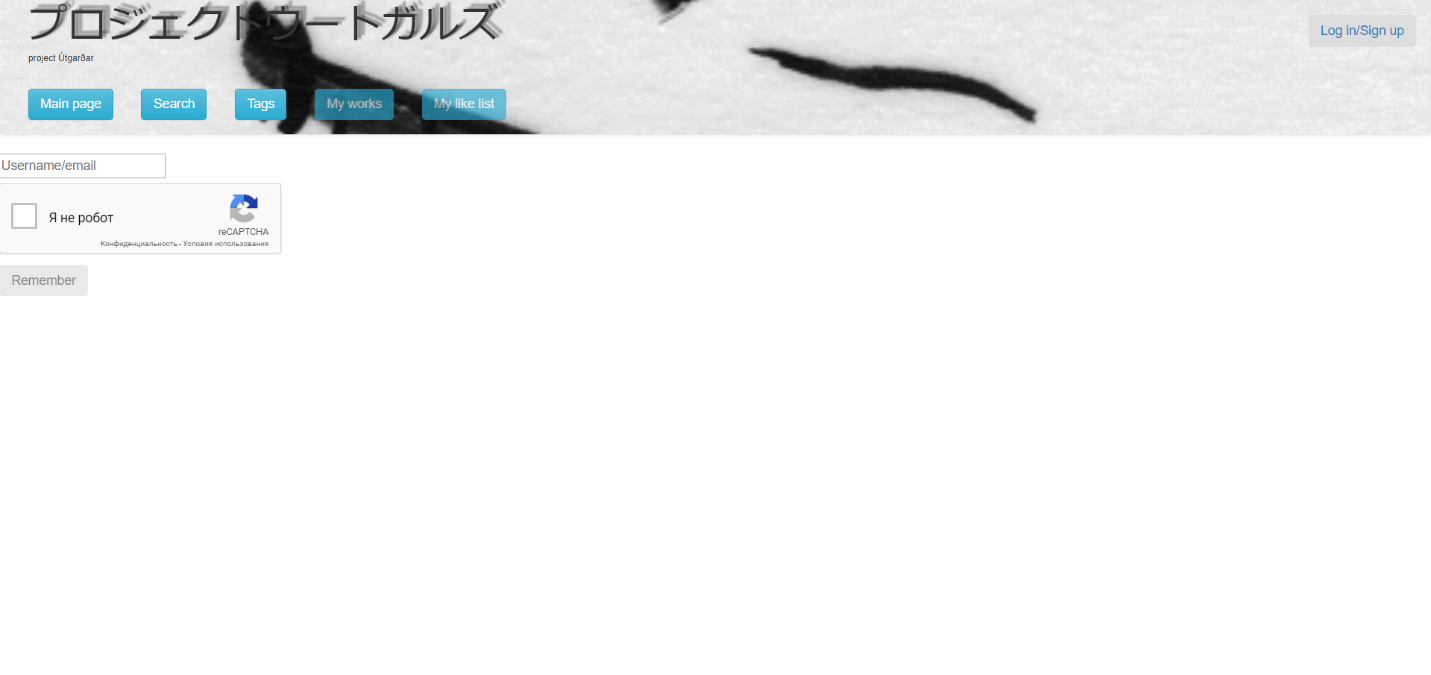 プロジェクトウートガルズ
Log in/Sign up
project Útgarðar
Main page Search Tags My works My like list
Username/email
Я не робот
reCAPTCHA
Конфиденциальность - Условия использования
Remember